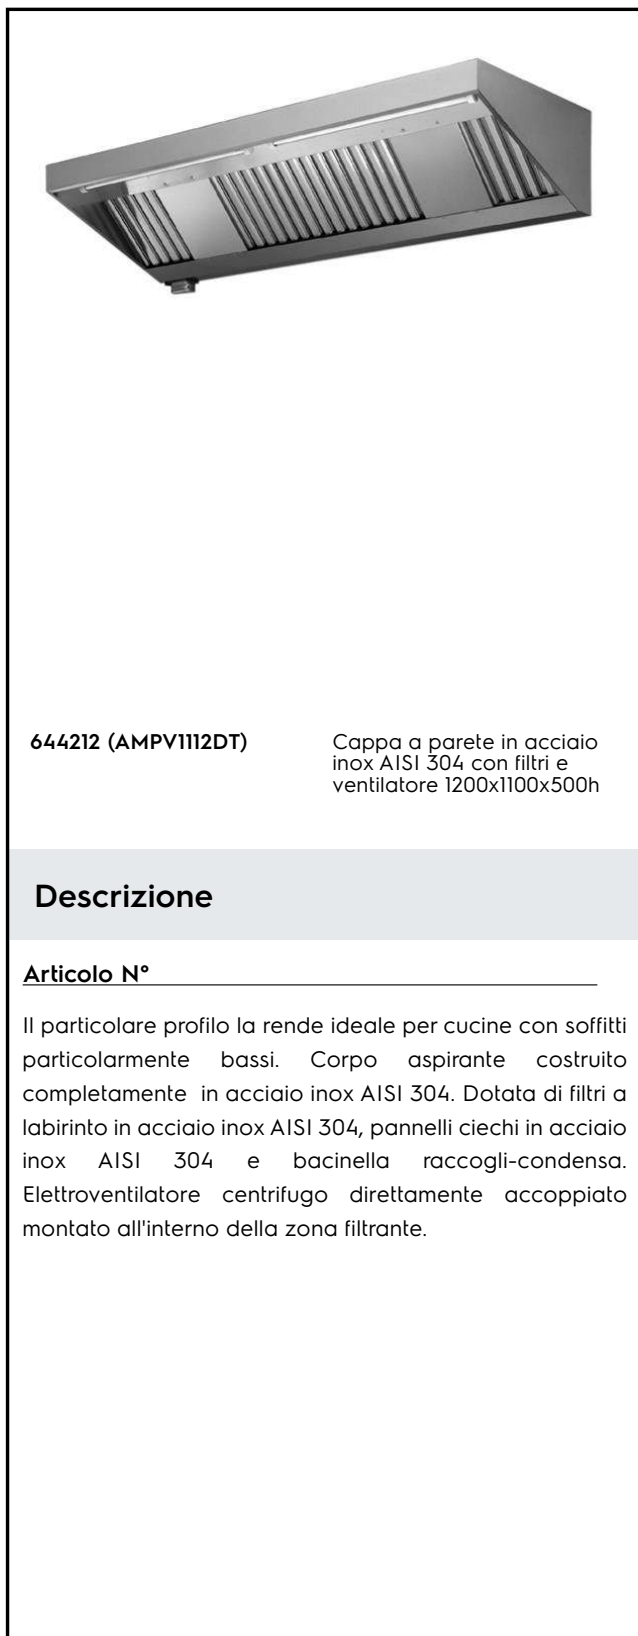 644212 (AMPV1112DT)
Cappa a parete in acciaio
inox AISI 304 con filtri e
ventilatore 1200x1100x500h
Descrizione
Articolo N°
Il particolare profilo la rende ideale per cucine con soffitti
particolarmente bassi. Corpo aspirante costruito
completamente in acciaio inox AISI 304. Dotata di filtri a
labirinto in acciaio inox AISI 304, pannelli ciechi in acciaio
inox AISI 304 e bacinella raccogli-condensa.
Elettroventilatore centrifugo direttamente accoppiato
montato all'interno della zona filtrante.